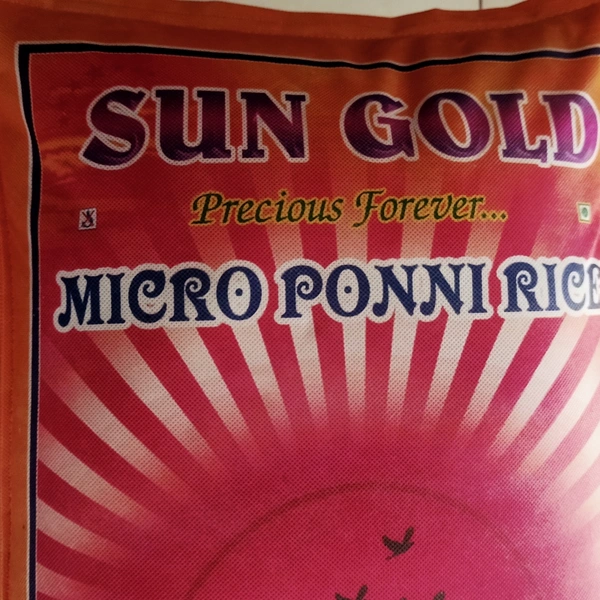 SUN GOLD
Precious Forever...
MICRO PONNI RICE